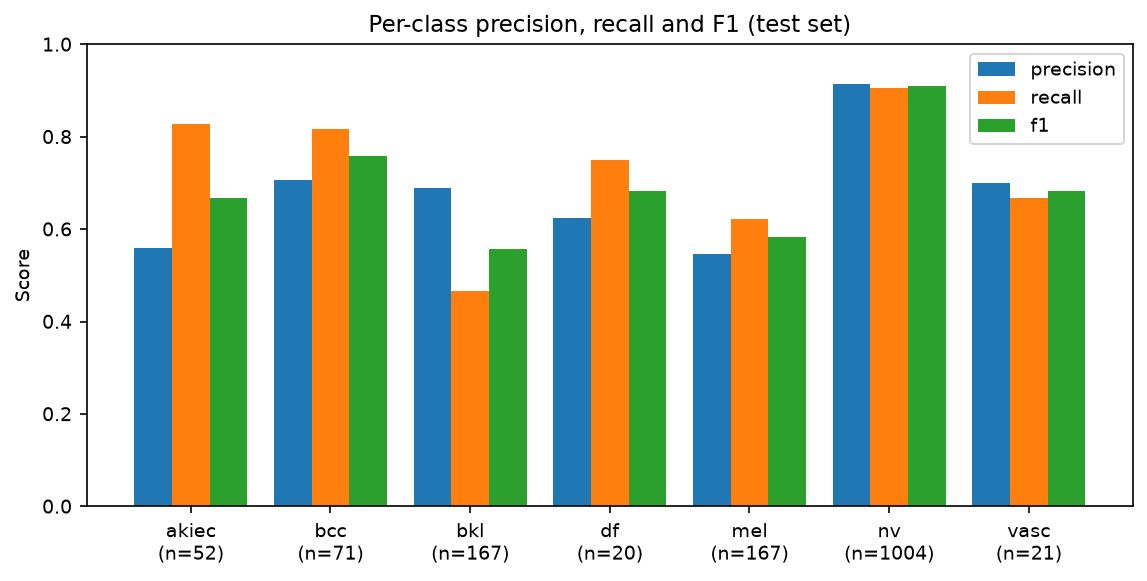 Per-class precision, recall and F1 (test set)
precision
recall
f1
Score
1.0
0.8
0.6
0.4
0.2
0.0
akiec bcc bkl df mel nv vasc
(n=52) (n=71) (n=167) (n=20) (n=167) (n=1004) (n=21)